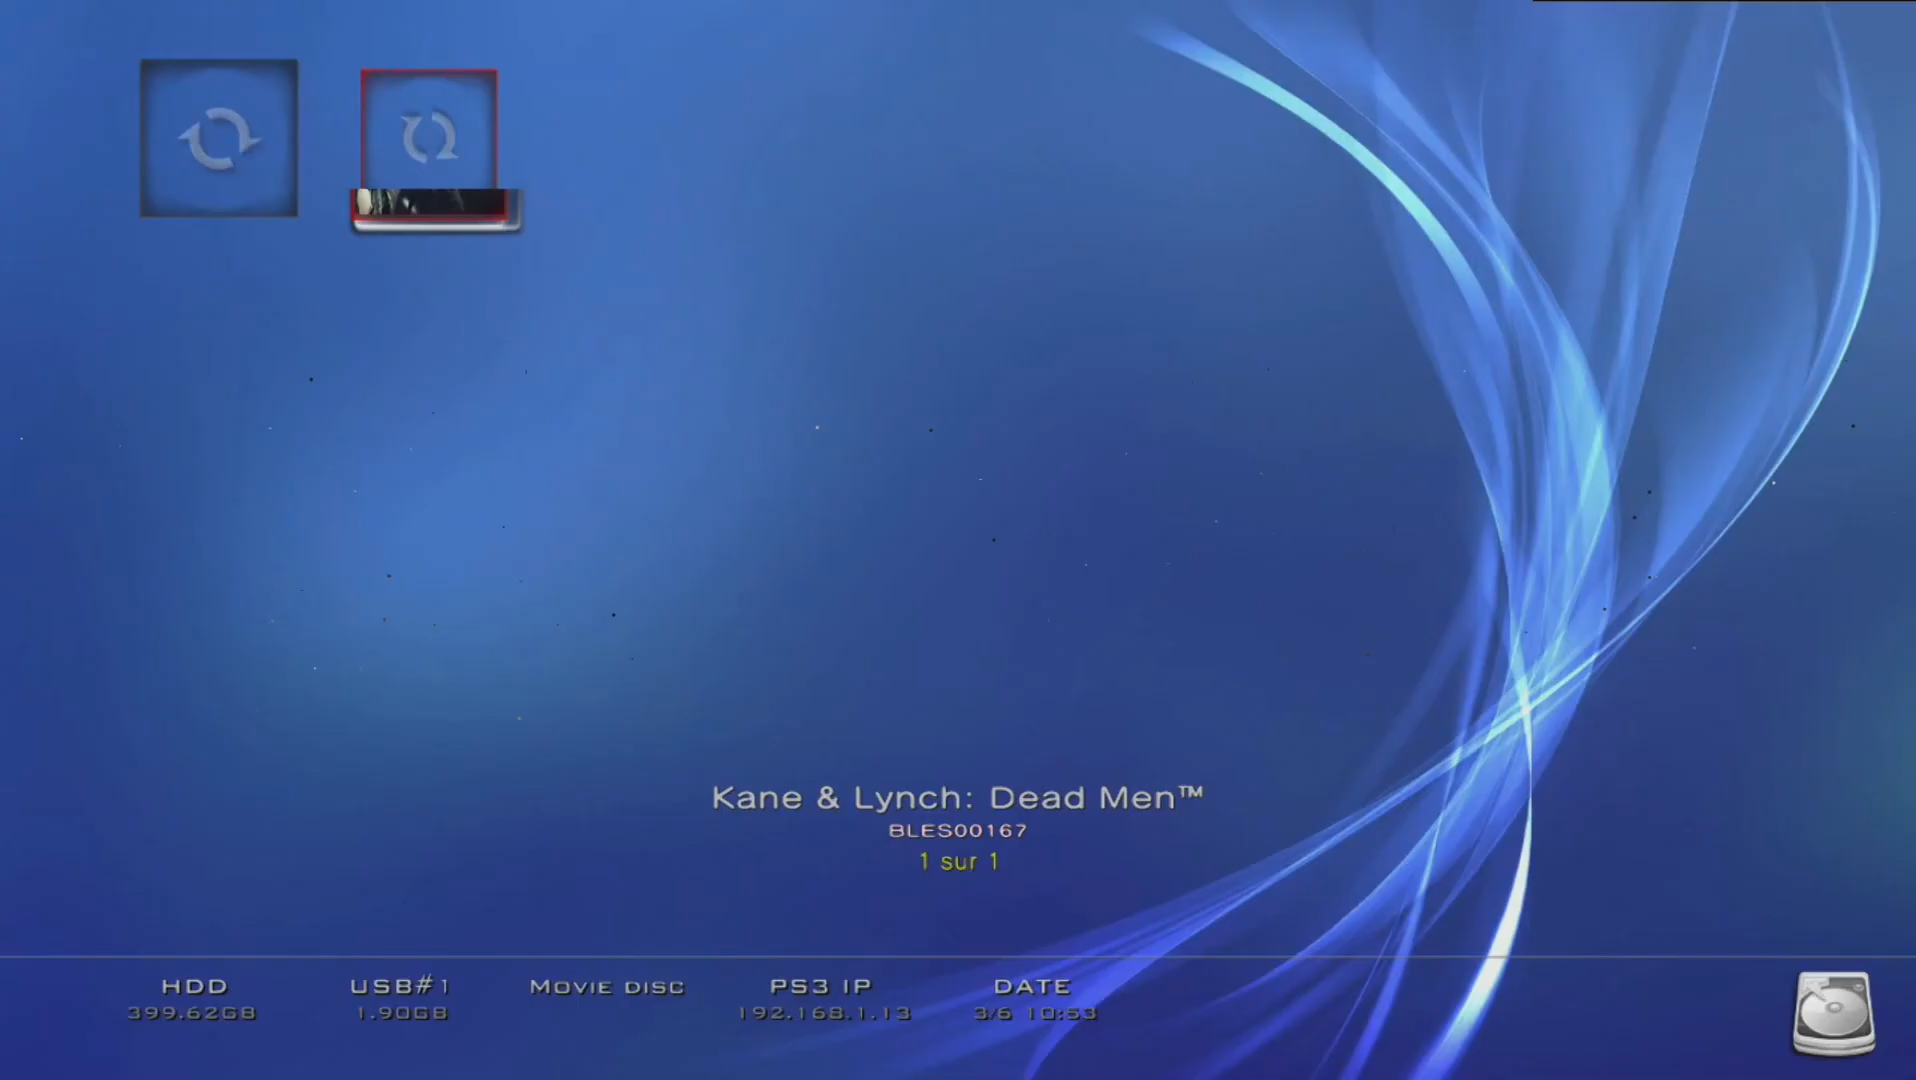 Kane & Lynch: Dead Men™
BLES00167
1 sur 1
HDD
399.62GB
USB#1
1.90GB
Movie disc
PS3 IP
192.168.1.13
DATE
3/6 10:53